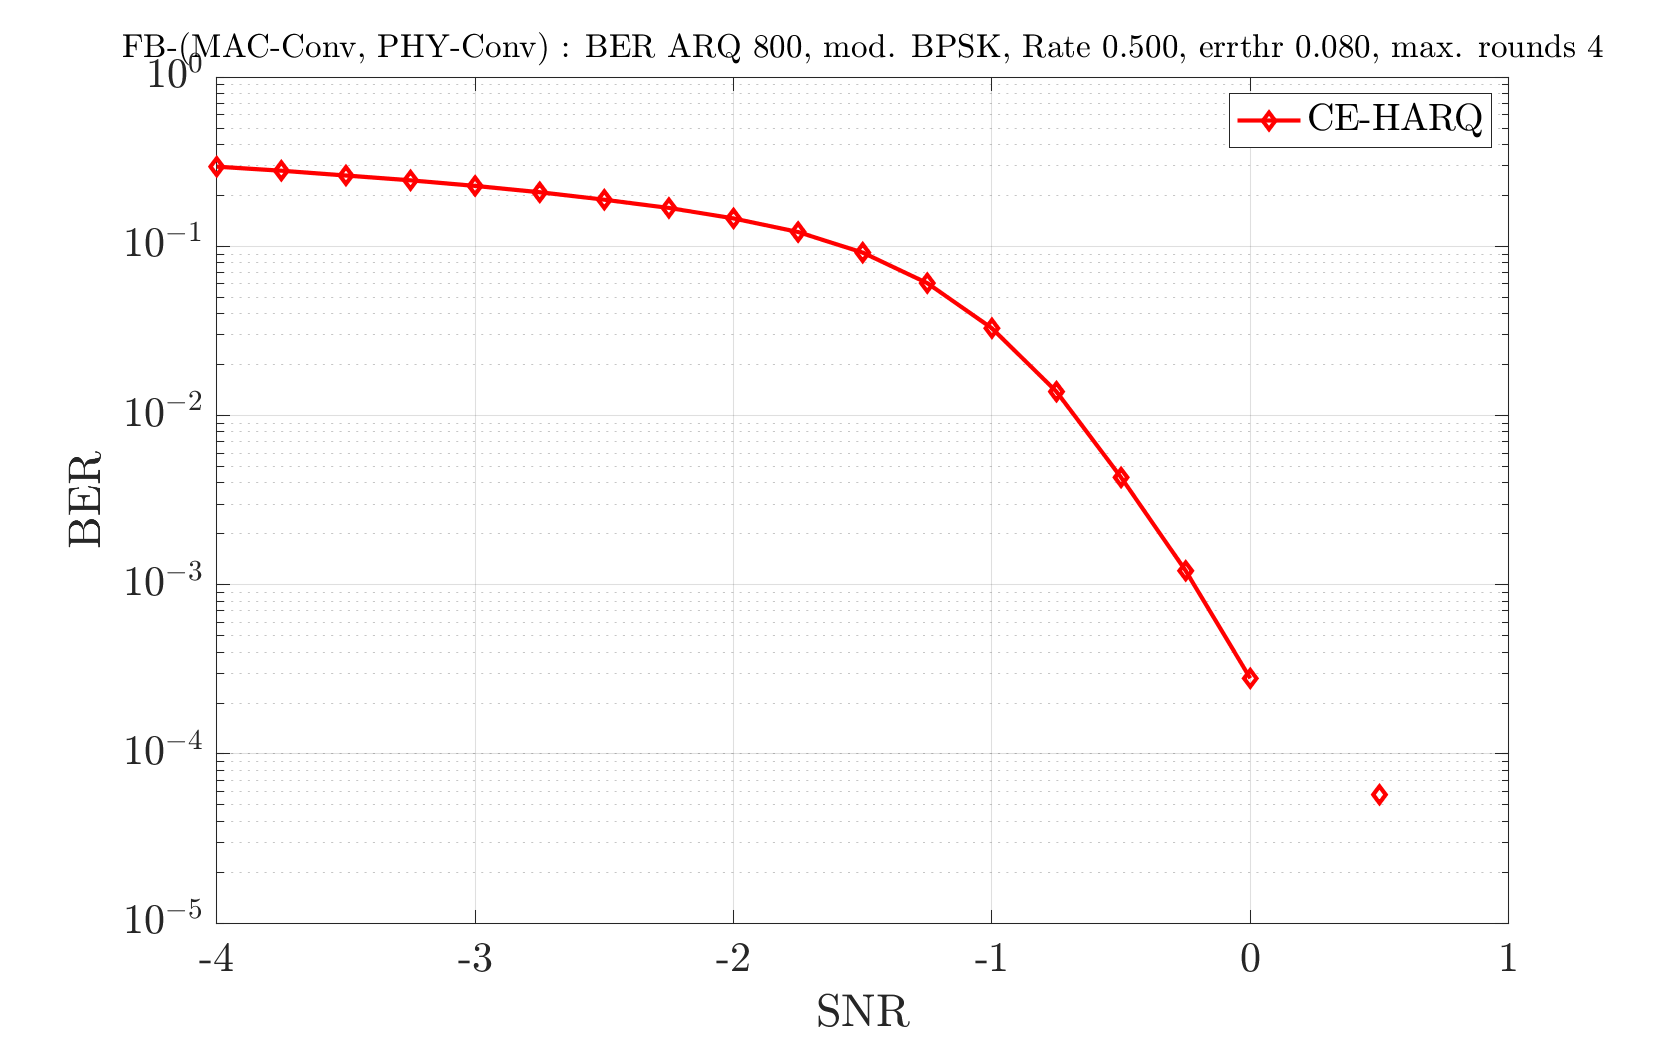 FB-(MAC-Conv, PHY-Conv) : BER ARQ 800, mod. BPSK, Rate 0.500, errthr 0.080, max. rounds 4
10^0
CE-HARQ
10^{-1}
10^{-2}
BER
10^{-3}
10^{-4}
10^{-5}
-4 -3 -2 -1 0 1
SNR